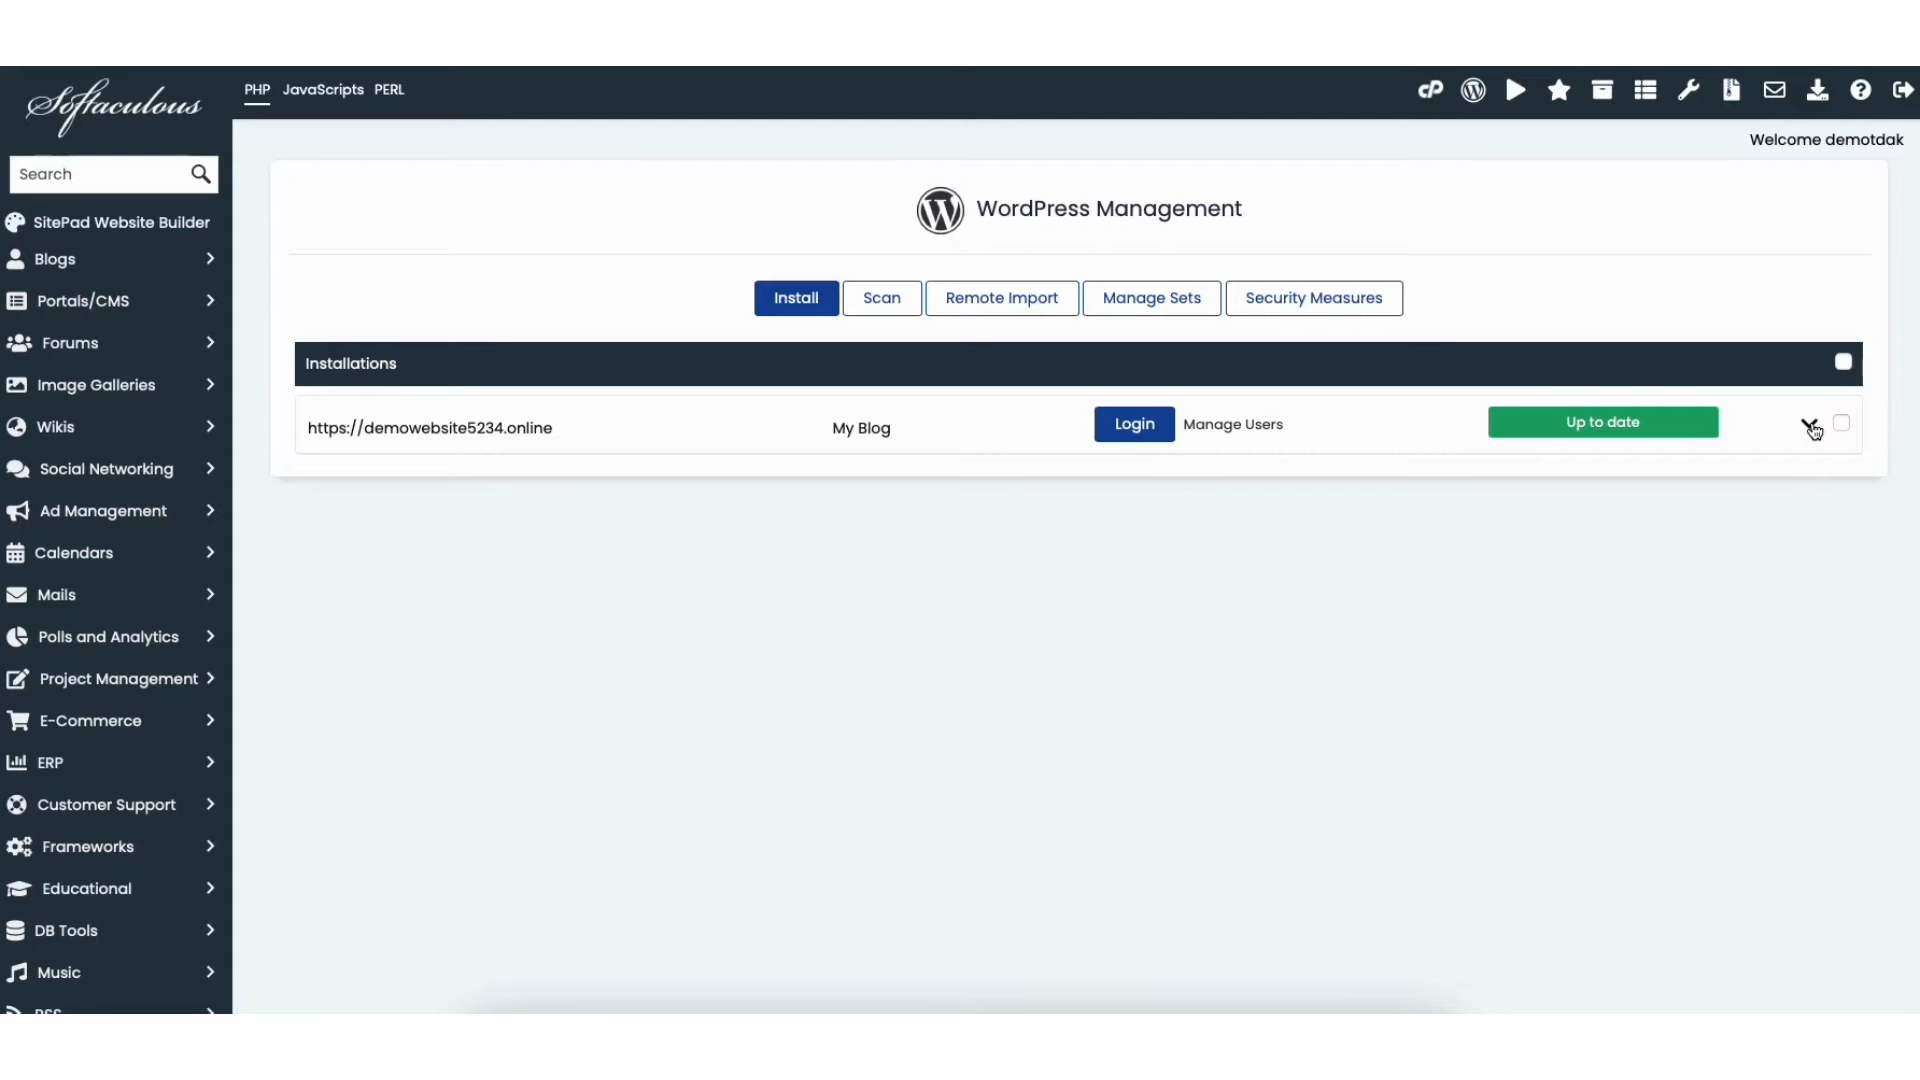 Softaculous
PHP JavaScripts PERL
Welcome demotdak
Search
SitePad Website Builder
Blogs
Portals/CMS
Forums
Image Galleries
Wikis
Social Networking
Ad Management
Calendars
Mails
Polls and Analytics
Project Management
E-Commerce
ERP
Customer Support
Frameworks
Educational
DB Tools
Music
RSS
WordPress Management
Install Scan Remote Import Manage Sets Security Measures
Installations
https://demowebsite5234.online My Blog Login Manage Users Up to date